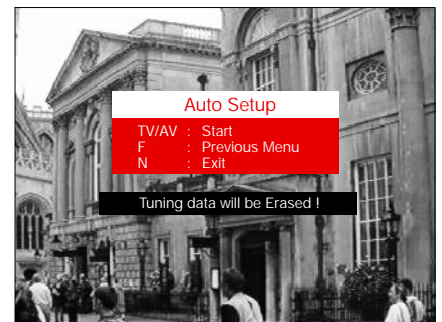 Auto Setup
TV/AV : Start
F : Previous Menu
N : Exit
Tuning data will be Erased !